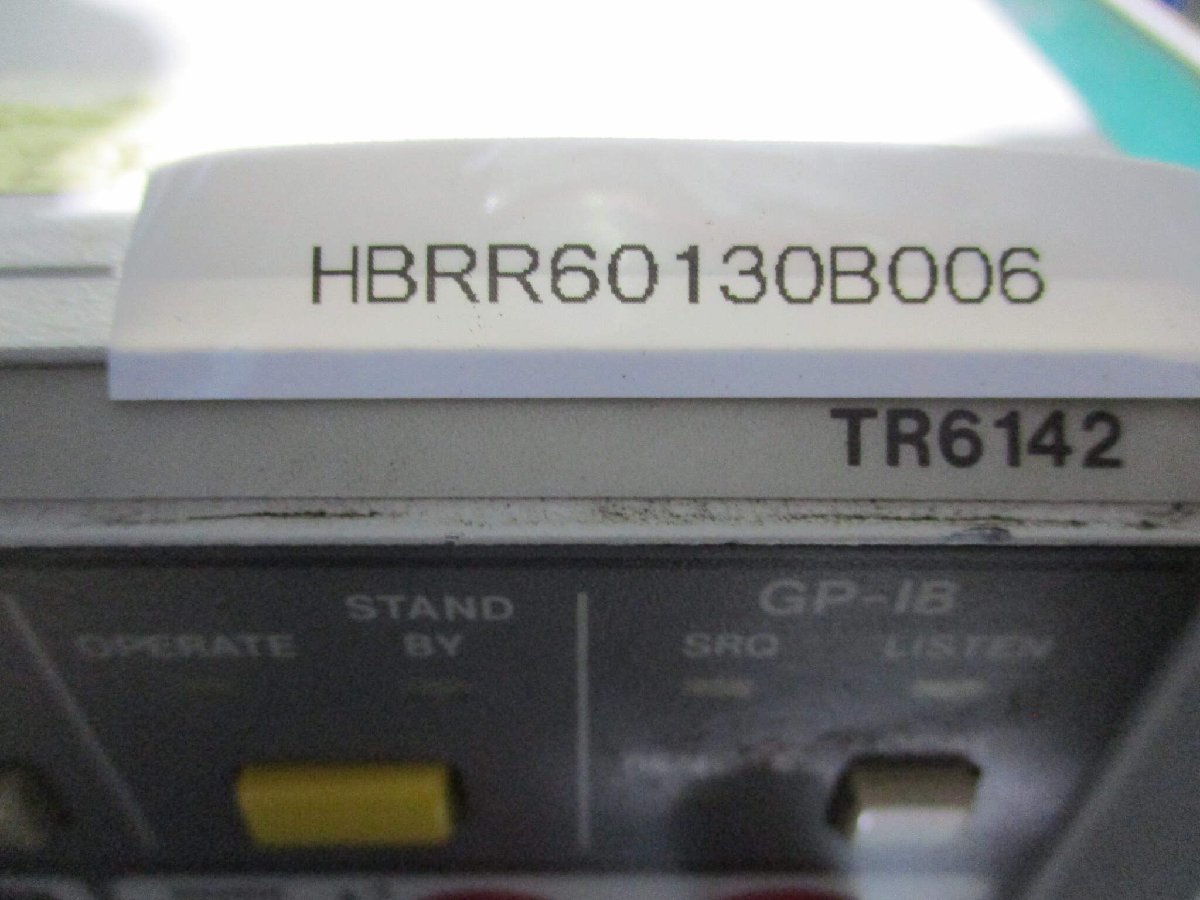 HBRR60130B006
TR6142
OPERATE
STAND
BY
GP-IB
SRQ
LISTEN